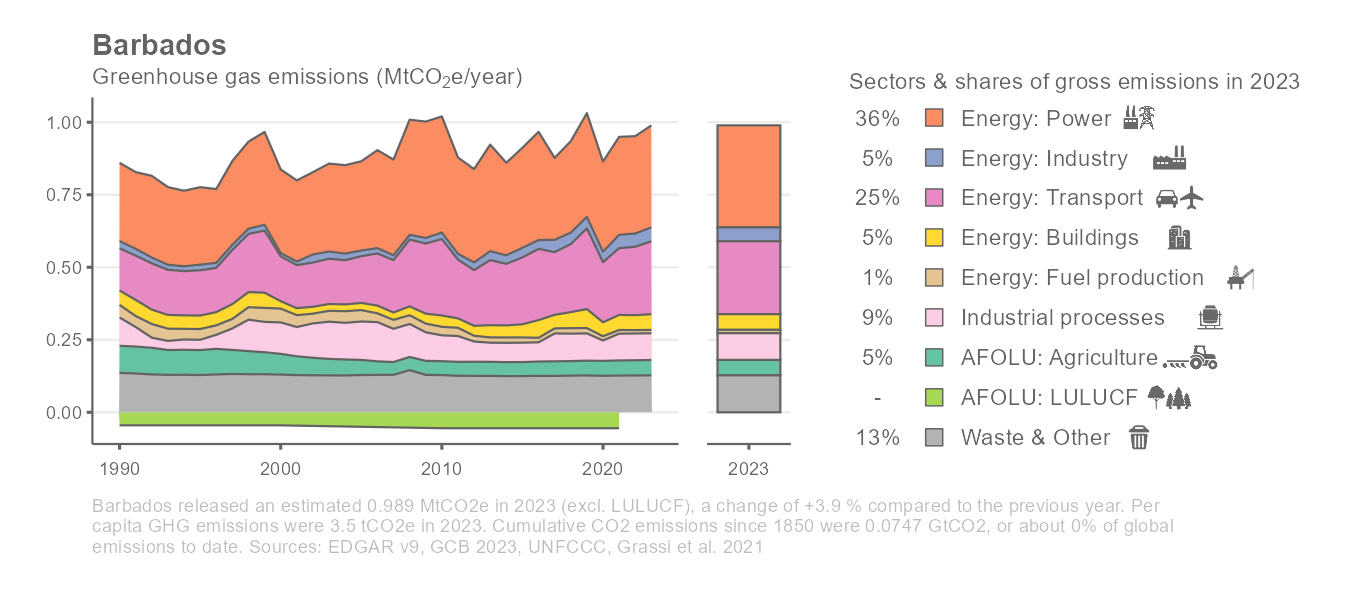 Barbados
Greenhouse gas emissions (MtCO₂e/year)
1.00
0.75
0.50
0.25
0.00
1990
2000
2010
2020
2023
Sectors & shares of gross emissions in 2023
36% Energy: Power
5% Energy: Industry
25% Energy: Transport
5% Energy: Buildings
1% Energy: Fuel production
9% Industrial processes
5% AFOLU: Agriculture
- AFOLU: LULUCF
13% Waste & Other
Barbados released an estimated 0.989 MtCO2e in 2023 (excl. LULUCF), a change of +3.9 % compared to the previous year. Per
capita GHG emissions were 3.5 tCO2e in 2023. Cumulative CO2 emissions since 1850 were 0.0747 GtCO2, or about 0% of global
emissions to date. Sources: EDGAR v9, GCB 2023, UNFCCC, Grassi et al. 2021